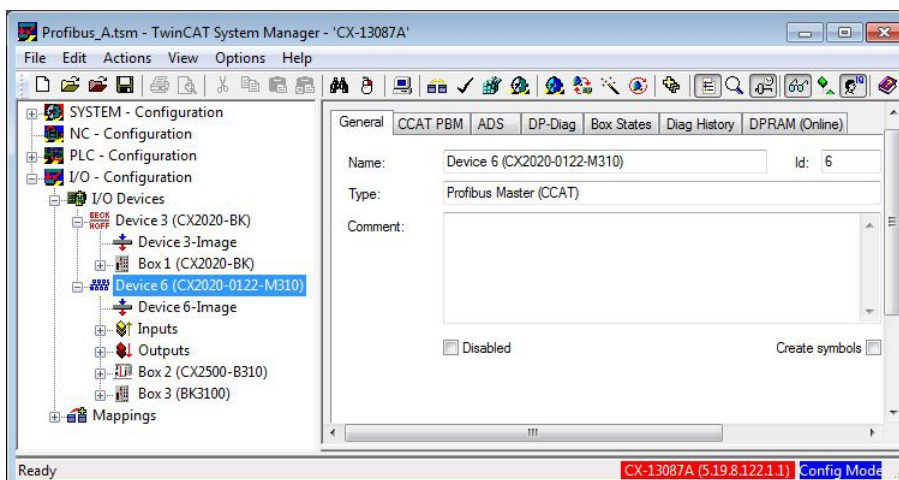 Profibus_A.tsm - TwinCAT System Manager - 'CX-13087A'
File Edit Actions View Options Help
SYSTEM - Configuration
NC - Configuration
PLC - Configuration
I/O - Configuration
I/O Devices
BECK
HOFF
Device 3 (CX2020-BK)
Device 3-Image
Box 1 (CX2020-BK)
Device 6 (CX2020-0122-M310)
Device 6-Image
Inputs
Outputs
Box 2 (CX2500-B310)
Box 3 (BK3100)
Mappings
General CCAT PBM ADS DP-Diag Box States Diag History DPRAM (Online)
Name: Device 6 (CX2020-0122-M310) Id: 6
Type: Profibus Master (CCAT)
Comment:
Disabled Create symbols
Ready CX-13087A (5.19.8.122.1.1) Config Mode